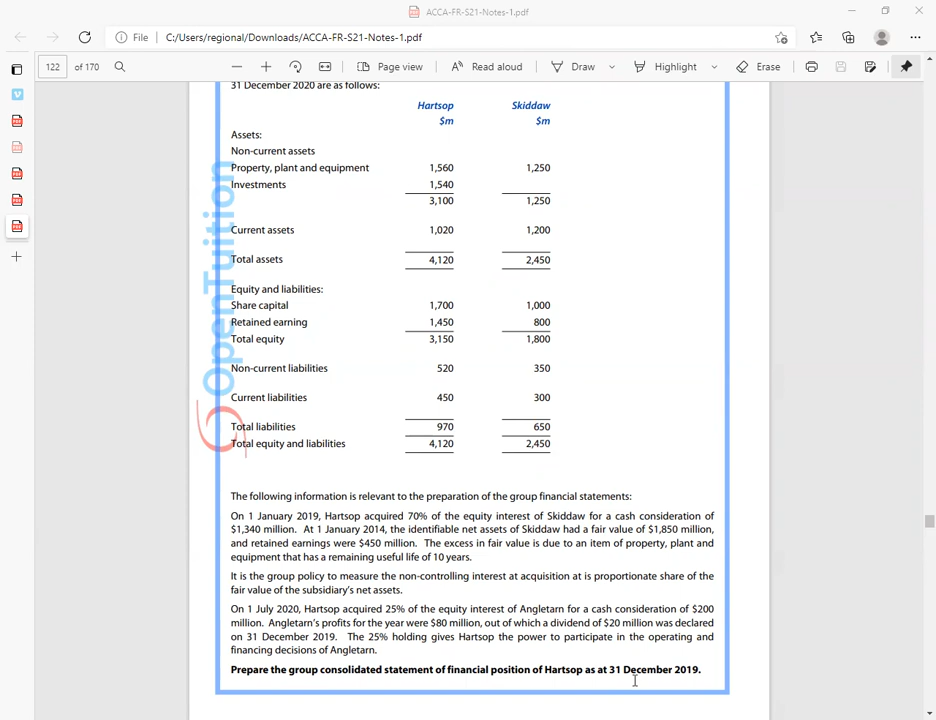 ACCA-FR-S21-Notes-1.pdf
File C:/Users/regional/Downloads/ACCA-FR-S21-Notes-1.pdf
122 of 170 Page view Read aloud Draw Highlight Erase
31 December 2020 are as follows:
Hartsop Skiddaw
$m $m
Assets:
Non-current assets
Property, plant and equipment 1,560 1,250
Investments 1,540
3,100 1,250
Current assets 1,020 1,200
Total assets 4,120 2,450
Equity and liabilities:
Share capital 1,700 1,000
Retained earning 1,450 800
Total equity 3,150 1,800
Non-current liabilities 520 350
Current liabilities 450 300
Total liabilities 970 650
Total equity and liabilities 4,120 2,450
OpenTuition
The following information is relevant to the preparation of the group financial statements:
On 1 January 2019, Hartsop acquired 70% of the equity interest of Skiddaw for a cash consideration of
$1,340 million. At 1 January 2014, the identifiable net assets of Skiddaw had a fair value of $1,850 million,
and retained earnings were $450 million. The excess in fair value is due to an item of property, plant and
equipment that has a remaining useful life of 10 years.
It is the group policy to measure the non-controlling interest at acquisition at is proportionate share of the
fair value of the subsidiary's net assets.
On 1 July 2020, Hartsop acquired 25% of the equity interest of Angletarn for a cash consideration of $200
million. Angletarn's profits for the year were $80 million, out of which a dividend of $20 million was declared
on 31 December 2019. The 25% holding gives Hartsop the power to participate in the operating and
financing decisions of Angletarn.
Prepare the group consolidated statement of financial position of Hartsop as at 31 December 2019.